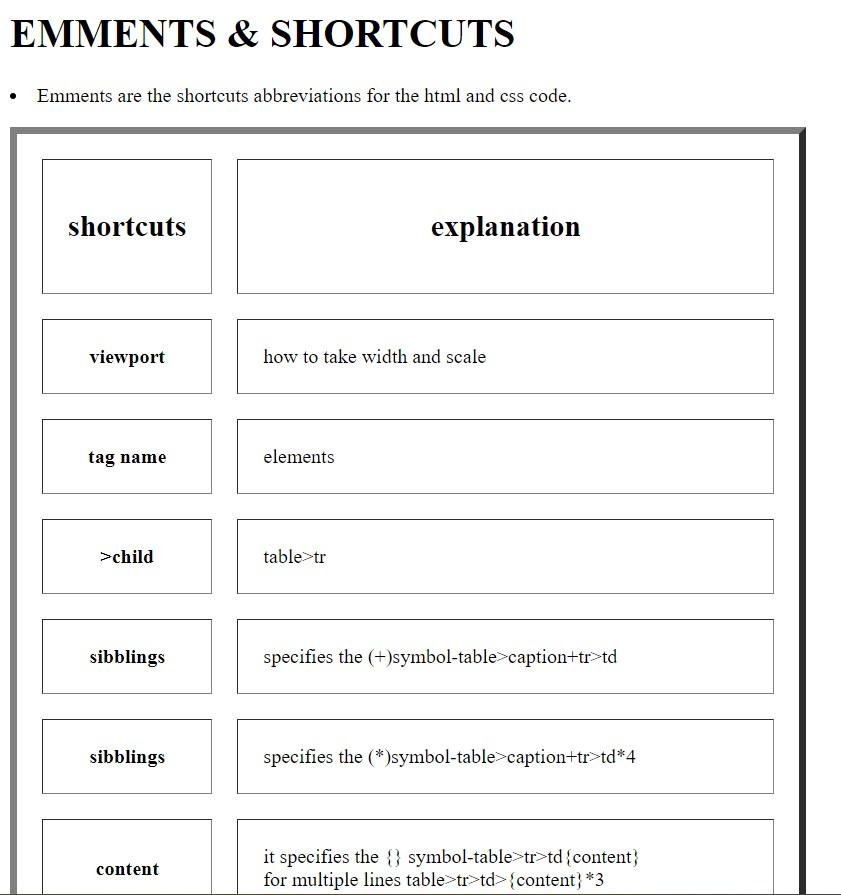 EMMENTS & SHORTCUTS
• Emments are the shortcuts abbreviations for the html and css code.
shortcuts explanation
viewport how to take width and scale
tag name elements
>child table>tr
sibblings specifies the (+)symbol-table>caption+tr>td
sibblings specifies the (*)symbol-table>caption+tr>td*4
content it specifies the {} symbol-table>tr>td{content}
for multiple lines table>tr>td>{content}*3